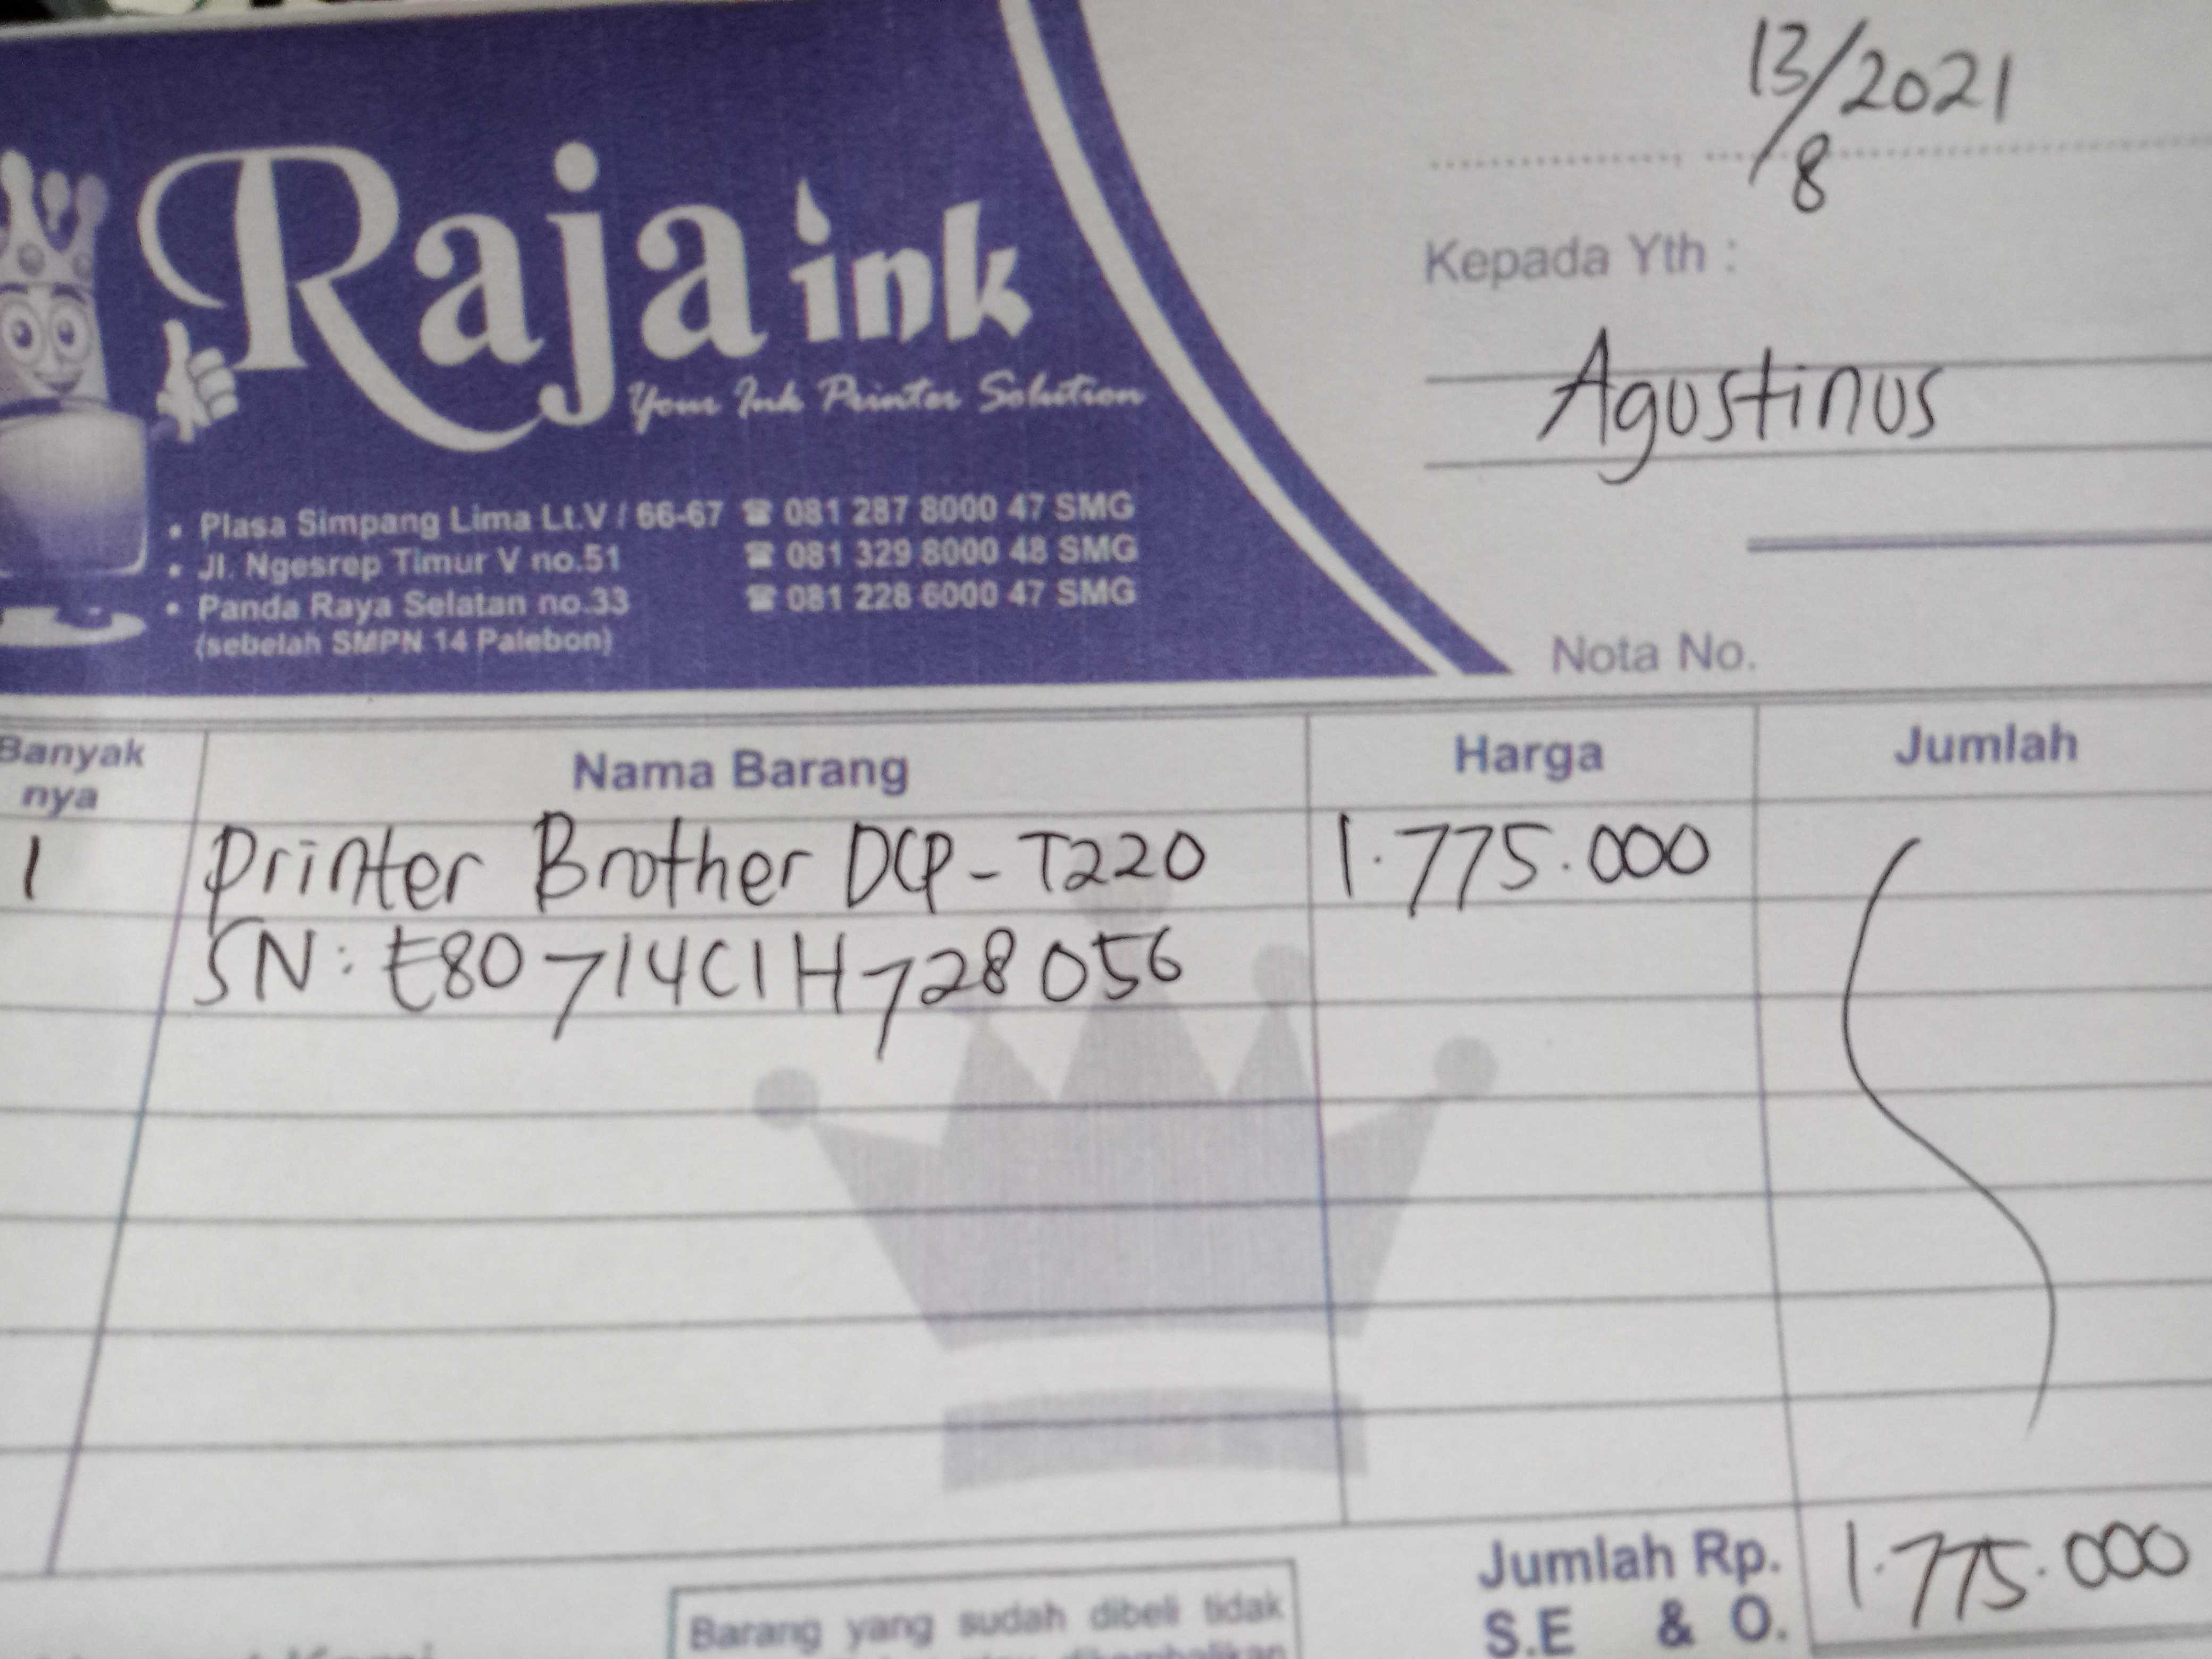 13/8/2021
Raja ink
Your Ink Printer Solution
Kepada Yth :
Agustinus
• Plasa Simpang Lima Lt.V / 66-67 ☎ 081 287 8000 47 SMG
• Jl. Ngesrep Timur V no.51 ☎ 081 329 8000 48 SMG
• Panda Raya Selatan no.33 ☎ 081 228 6000 47 SMG
(sebelah SMPN 14 Palebon)
Nota No.
Banyak nya Nama Barang Harga Jumlah
1 Printer Brother DCP-T220 1.775.000
SN: E80714C1H728056
Jumlah Rp. 1.775.000
S.E & O.
Barang yang sudah dibeli tidak
dikembalikan